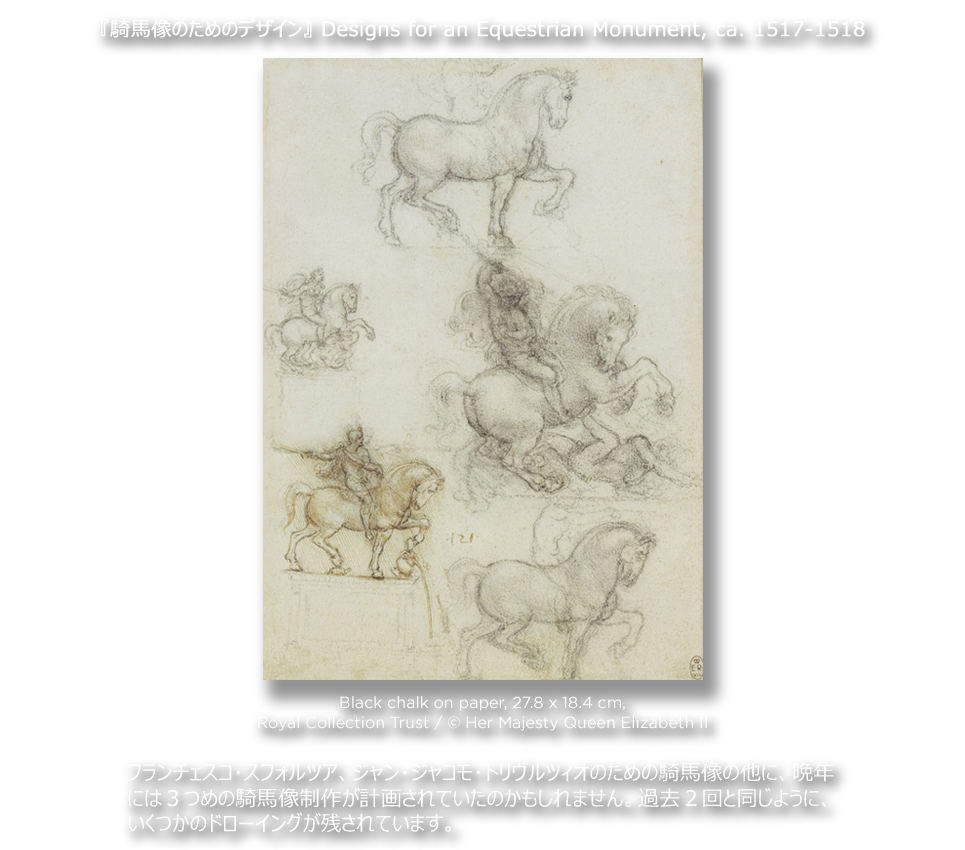 『騎馬像のためのデザイン』 Designs for an Equestrian Monument, ca. 1517-1518
121
ER
Black chalk on paper, 27.8 x 18.4 cm,
Royal Collection Trust / © Her Majesty Queen Elizabeth II
フランチェスコ・スフォルツア、ジャン・ジャコモ・トリヴルツィオのための騎馬像の他に、晩年
には3つめの騎馬像制作が計画されていたのかもしれません。過去2回と同じように、
いくつかのドローイングが残されています。